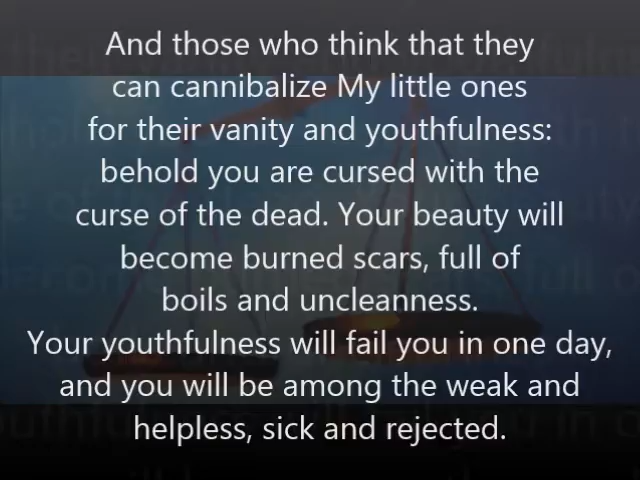 And those who think that they
can cannibalize My little ones
for their vanity and youthfulness:
behold you are cursed with the
curse of the dead. Your beauty will
become burned scars, full of
boils and uncleanness.
Your youthfulness will fail you in one day,
and you will be among the weak and
helpless, sick and rejected.